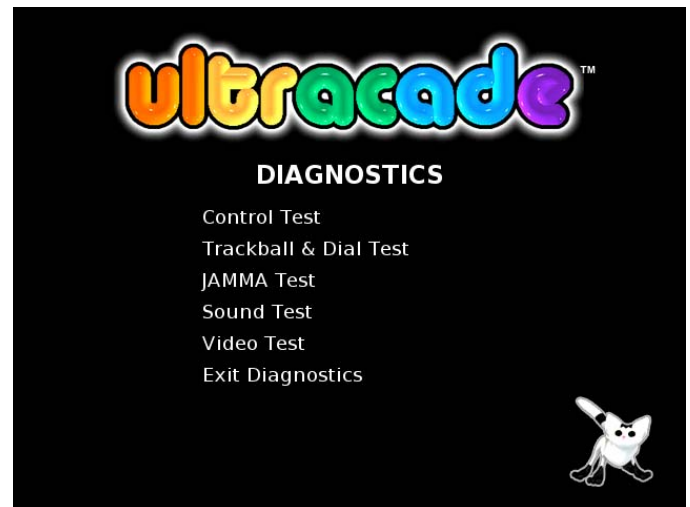 ultracade™
DIAGNOSTICS
Control Test
Trackball & Dial Test
JAMMA Test
Sound Test
Video Test
Exit Diagnostics